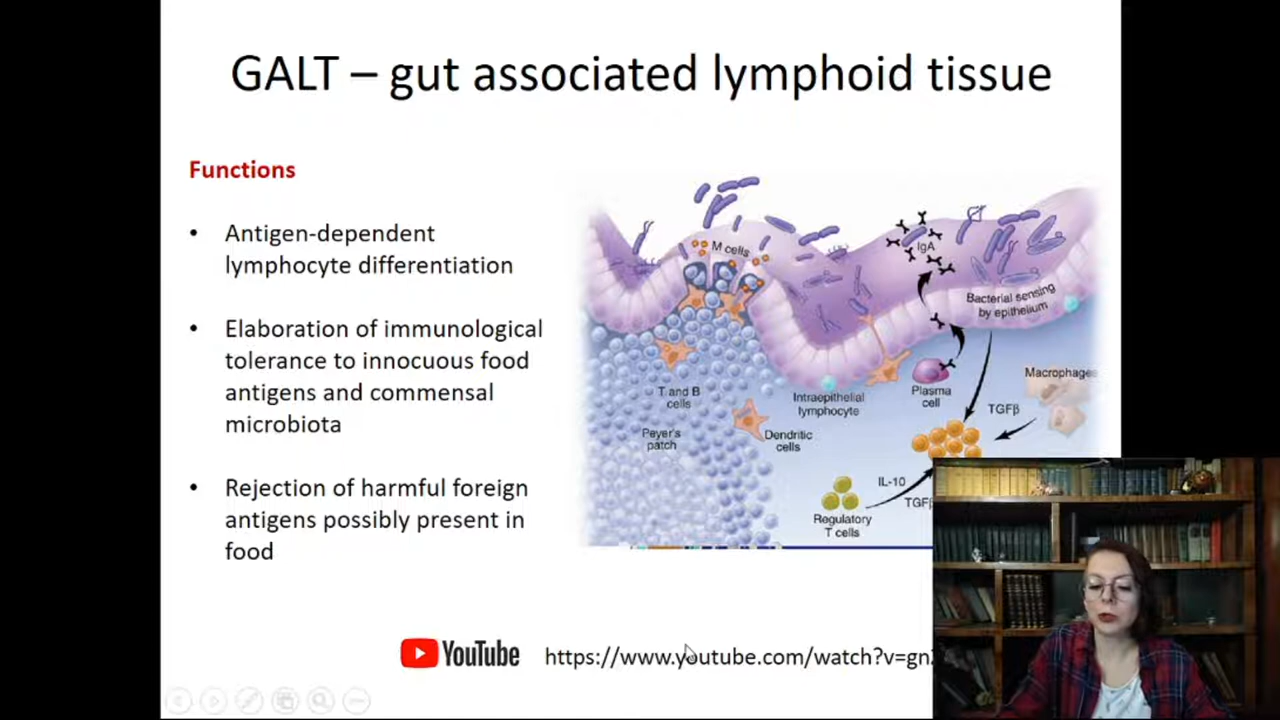 GALT – gut associated lymphoid tissue
Functions
• Antigen-dependent
lymphocyte differentiation
• Elaboration of immunological
tolerance to innocuous food
antigens and commensal
microbiota
• Rejection of harmful foreign
antigens possibly present in
food
M cells
IgA
Bacterial sensing
by epithelium
T and B
cells
Peyer's
patch
Dendritic
cells
Intraepithelial
lymphocyte
Plasma
cell
Macrophages
TGFβ
IL-10
TGFβ
Regulatory
T cells
YouTube
https://www.youtube.com/watch?v=gn